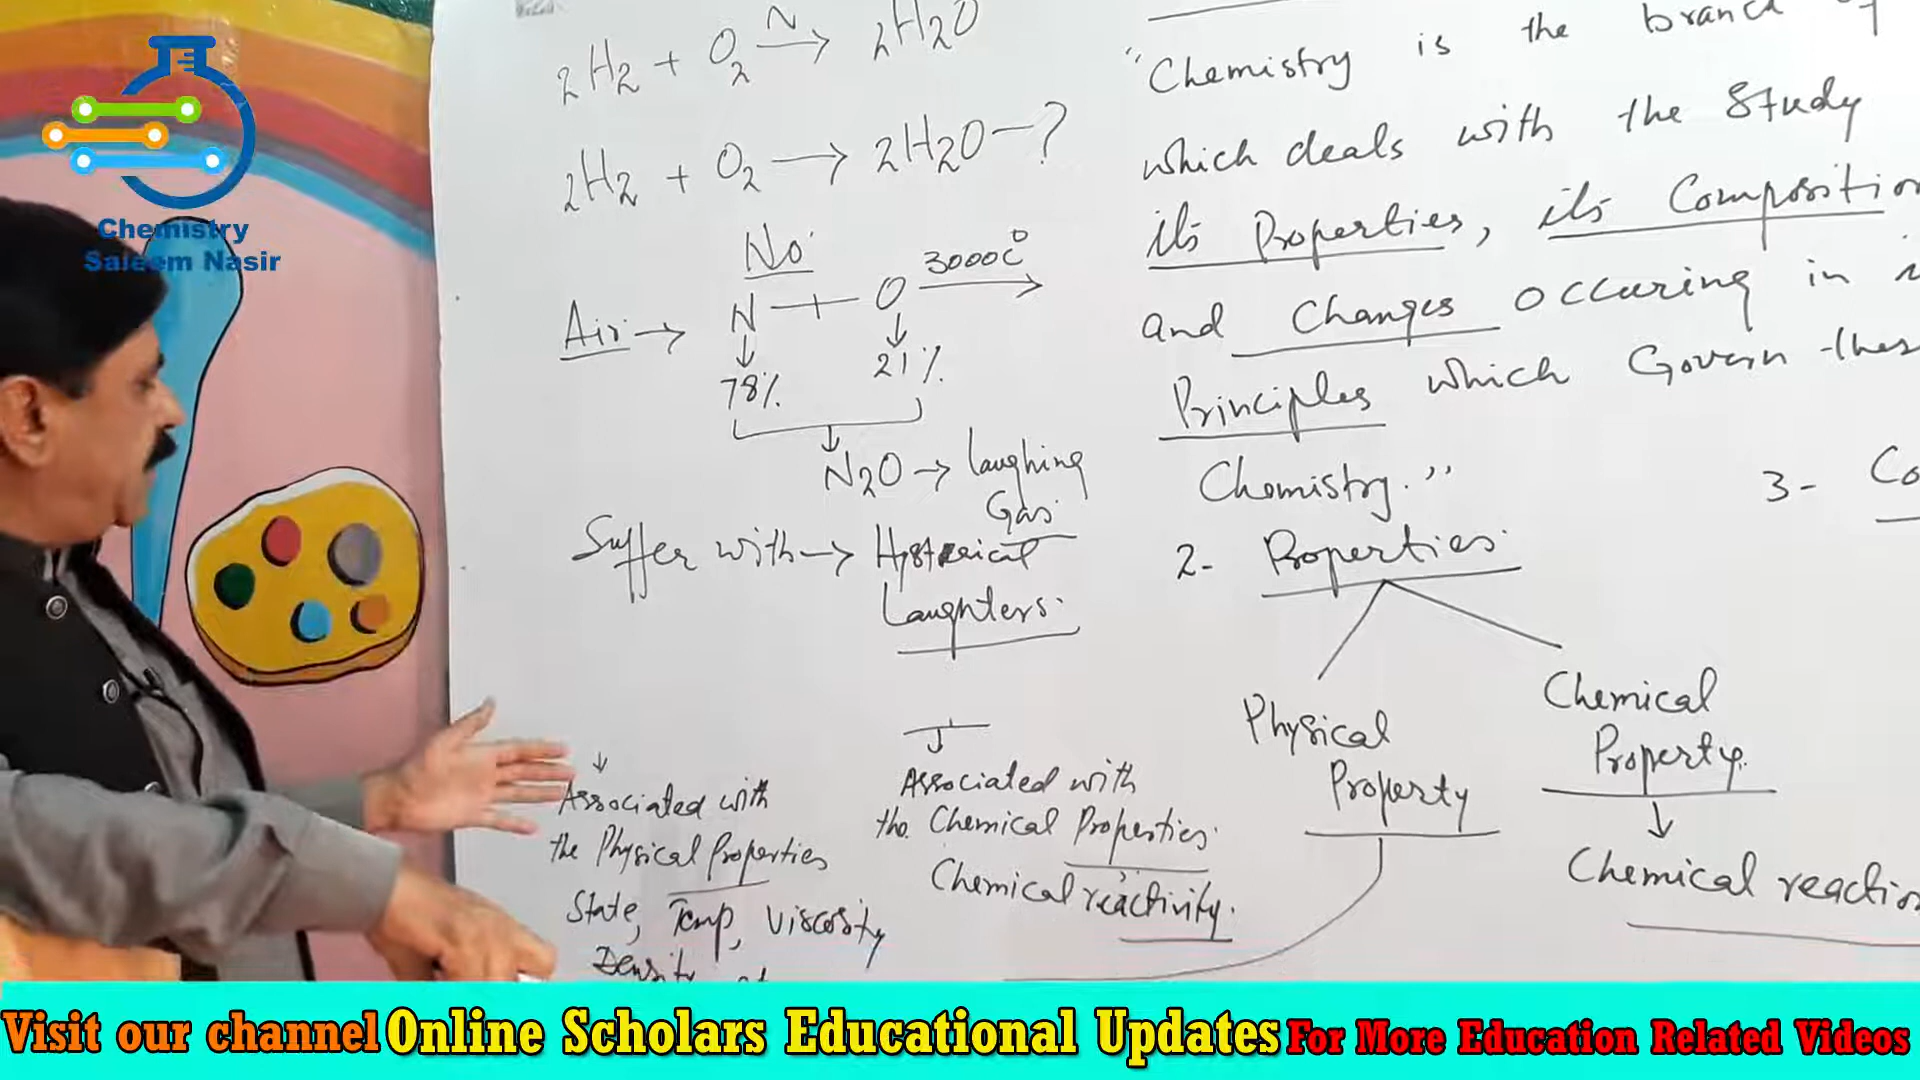 Chemistry
Saleem Nasir
2H2 + O2 N→ 2H2O
2H2 + O2 → 2H2O-?
No
Air → N + O 3000C° →
78% 21%
N2O → laughing
Gas
Suffer with → Hysterical
Laughters.
Associated with
the Physical Properties
State, Temp, Viscosity
Density
Associated with
the Chemical Properties.
Chemical reactivity.
"Chemistry is the
which deals with the Study
its Properties, its Composition
and Changes Occuring in
Principles which Govern
Chemistry."
2- Properties.
Physical
Property
Chemical
Property.
Chemical reaction
3- Co
Visit our channel Online Scholars Educational Updates For More Education Related Videos